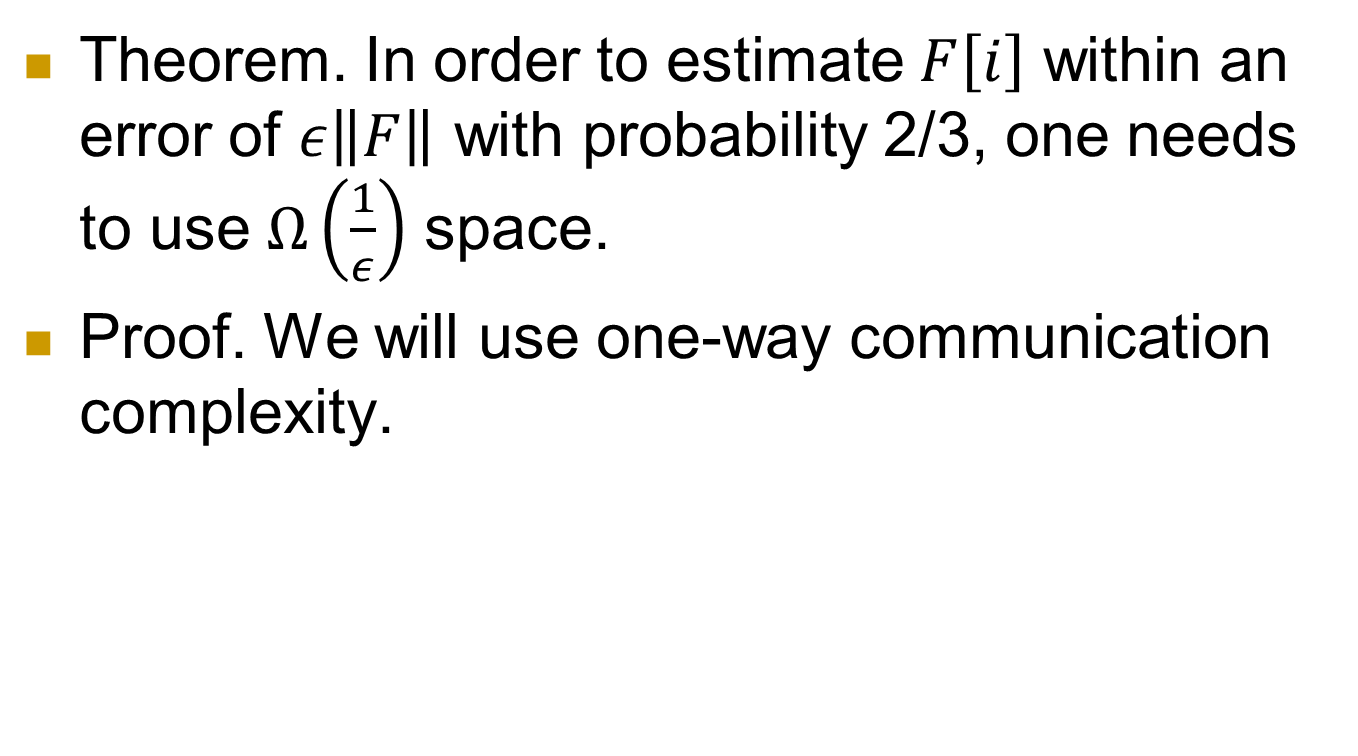 ■ Theorem. In order to estimate F[i] within an
error of ϵ‖F‖ with probability 2/3, one needs
to use Ω(1/ϵ) space.
■ Proof. We will use one-way communication
complexity.